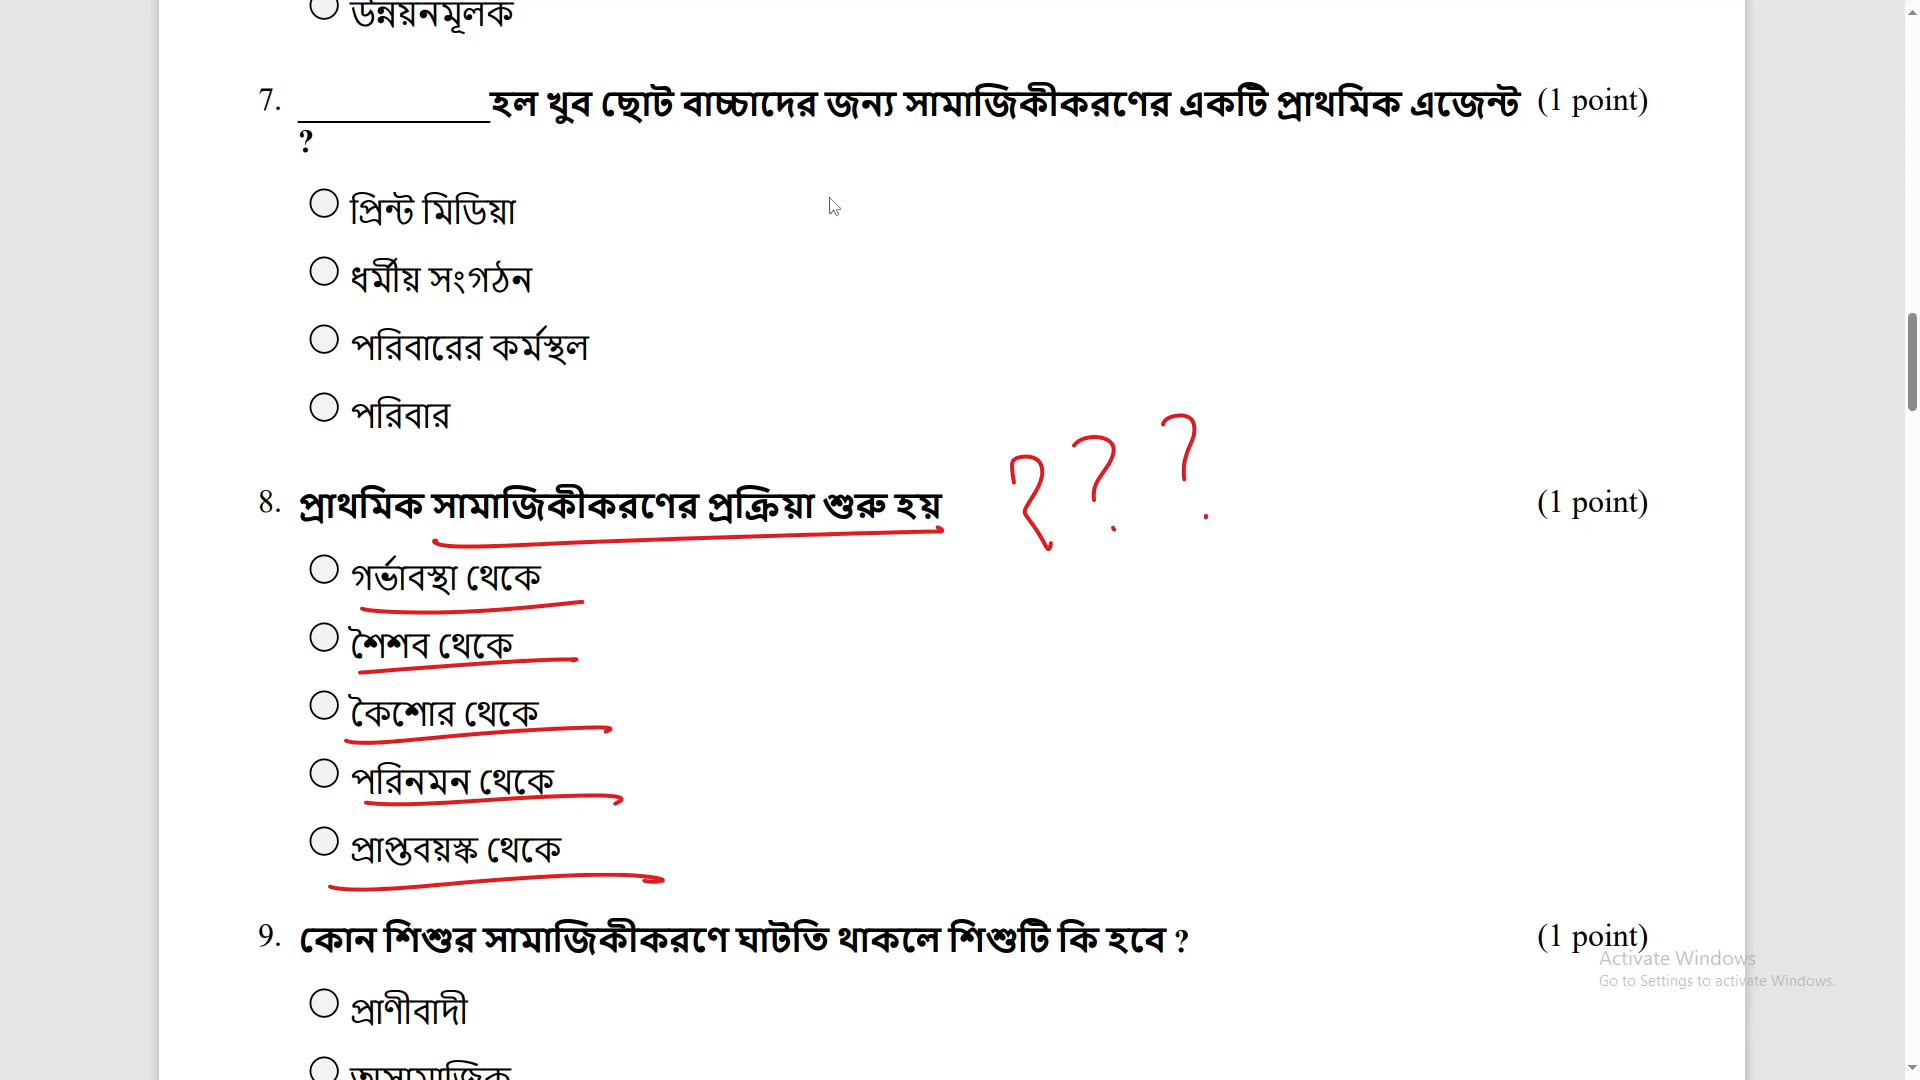 উন্নয়নমূলক
7. ____________হল খুব ছোট বাচ্চাদের জন্য সামাজিকীকরণের একটি প্রাথমিক এজেন্ট (1 point)
?
প্রিন্ট মিডিয়া
ধর্মীয় সংগঠন
পরিবারের কর্মস্থল
পরিবার
? ? ?
8. প্রাথমিক সামাজিকীকরণের প্রক্রিয়া শুরু হয় (1 point)
গর্ভাবস্থা থেকে
শৈশব থেকে
কৈশোর থেকে
পরিনমন থেকে
প্রাপ্তবয়স্ক থেকে
9. কোন শিশুর সামাজিকীকরণে ঘাটতি থাকলে শিশুটি কি হবে ? (1 point)
Activate Windows
Go to Settings to activate Windows.
প্রাণীবাদী
অসামাজিক